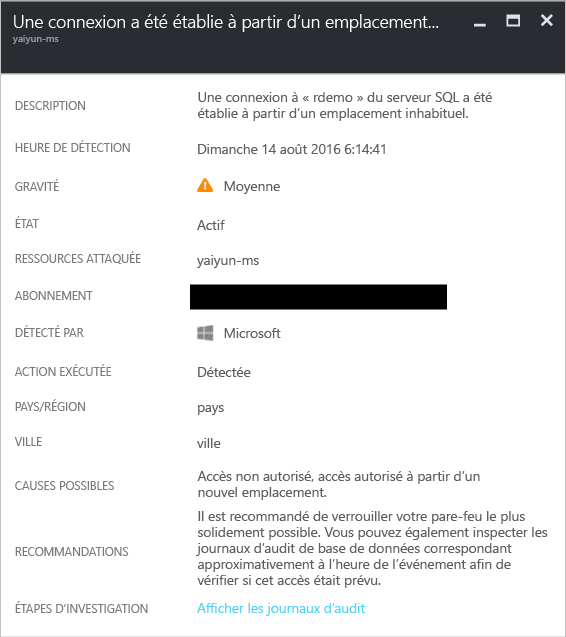 Une connexion a été établie à partir d’un emplacement...
yaiyun-ms
DESCRIPTION
Une connexion à « rdemo » du serveur SQL a été
établie à partir d’un emplacement inhabituel.
HEURE DE DÉTECTION
Dimanche 14 août 2016 6:14:41
GRAVITÉ
Moyenne
ÉTAT
Actif
RESSOURCES ATTAQUÉE
yaiyun-ms
ABONNEMENT
DÉTECTÉ PAR
Microsoft
ACTION EXÉCUTÉE
Détectée
PAYS/RÉGION
pays
VILLE
ville
CAUSES POSSIBLES
Accès non autorisé, accès autorisé à partir d’un
nouvel emplacement.
RECOMMANDATIONS
Il est recommandé de verrouiller votre pare-feu le plus
solidement possible. Vous pouvez également inspecter les
journaux d’audit de base de données correspondant
approximativement à l’heure de l’événement afin de
vérifier si cet accès était prévu.
ÉTAPES D’INVESTIGATION
Afficher les journaux d’audit